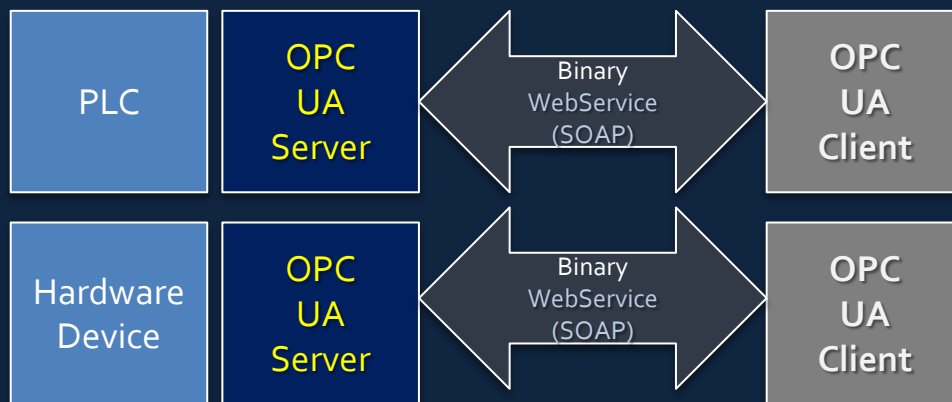 PLC
OPC
UA
Server
Binary
WebService
(SOAP)
OPC
UA
Client
Hardware
Device
OPC
UA
Server
Binary
WebService
(SOAP)
OPC
UA
Client